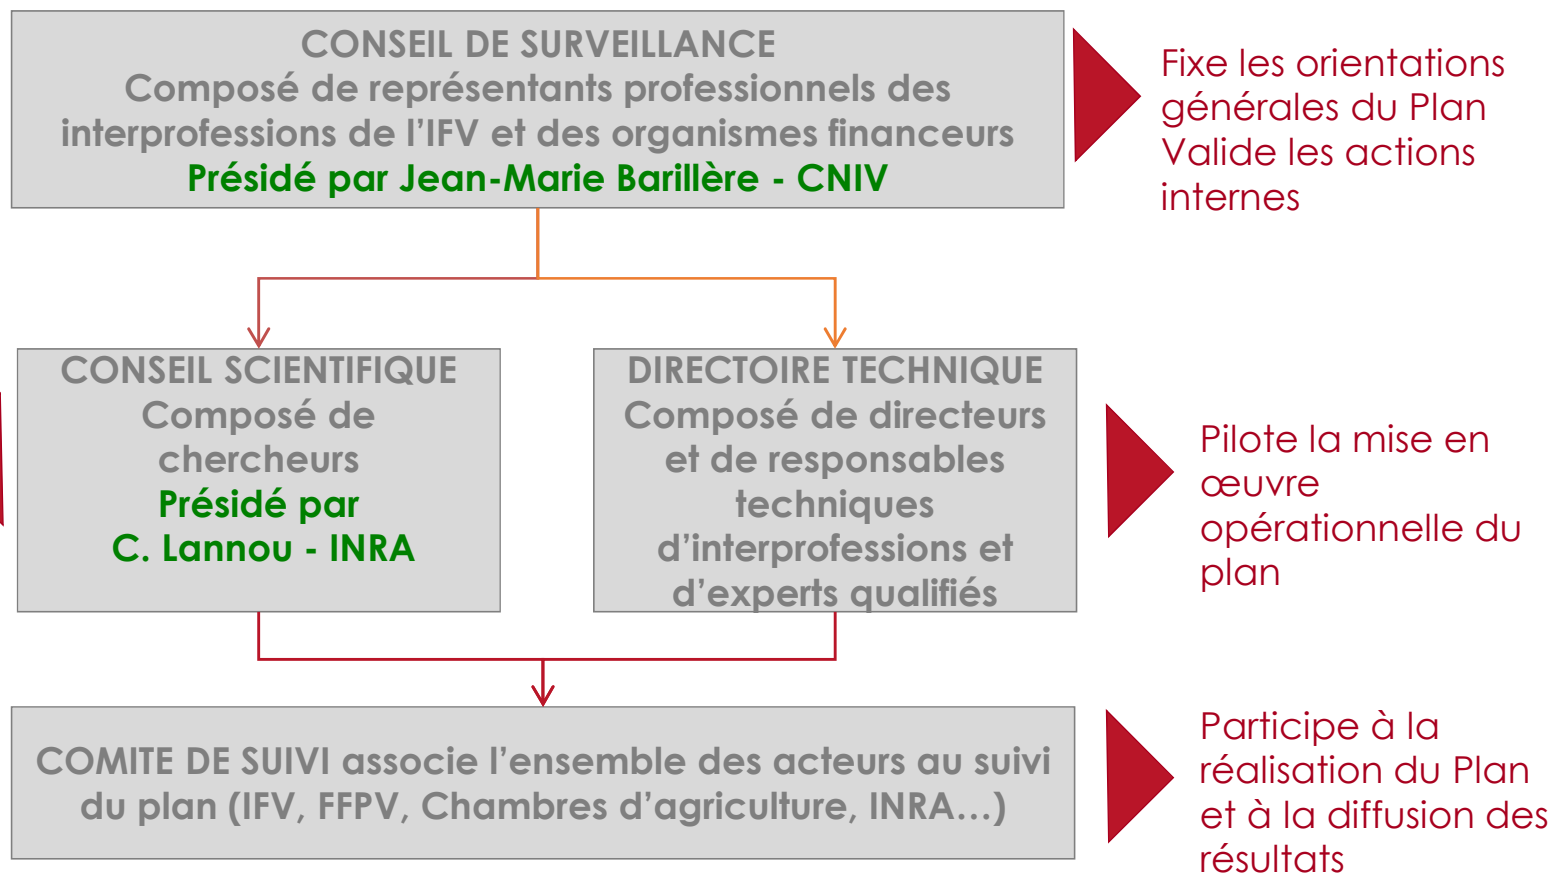 CONSEIL DE SURVEILLANCE
Composé de représentants professionnels des
interprofessions de l’IFV et des organismes financeurs
Présidé par Jean-Marie Barillère - CNIV
Fixe les orientations
générales du Plan
Valide les actions
internes
CONSEIL SCIENTIFIQUE
Composé de
chercheurs
Présidé par
C. Lannou - INRA
DIRECTOIRE TECHNIQUE
Composé de directeurs
et de responsables
techniques
d’interprofessions et
d’experts qualifiés
Pilote la mise en
œuvre
opérationnelle du
plan
COMITE DE SUIVI associe l’ensemble des acteurs au suivi
du plan (IFV, FFPV, Chambres d’agriculture, INRA…)
Participe à la
réalisation du Plan
et à la diffusion des
résultats